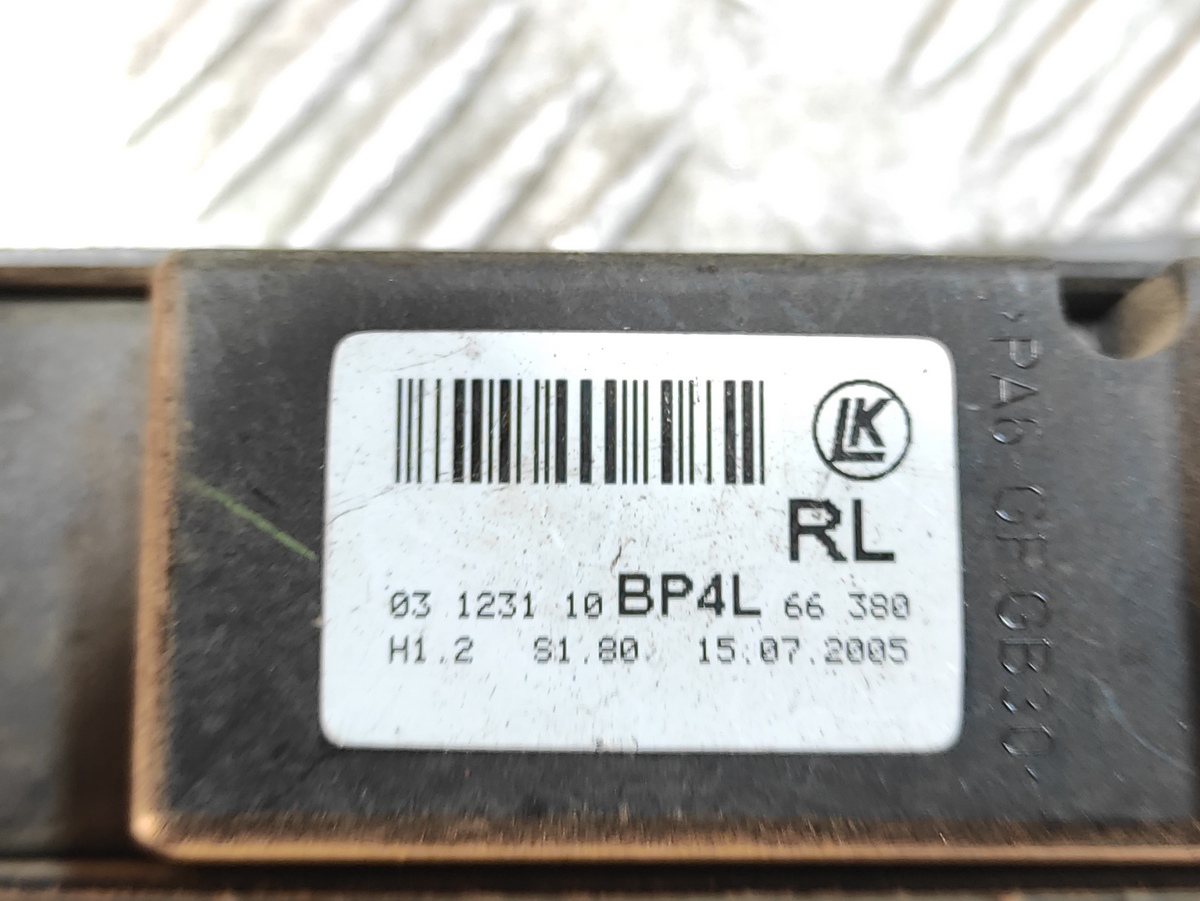 LK
RL
03 1231 10 BP4L 66 380
H1.2 S1.80 15.07.2005
>PA6-GF GB30<